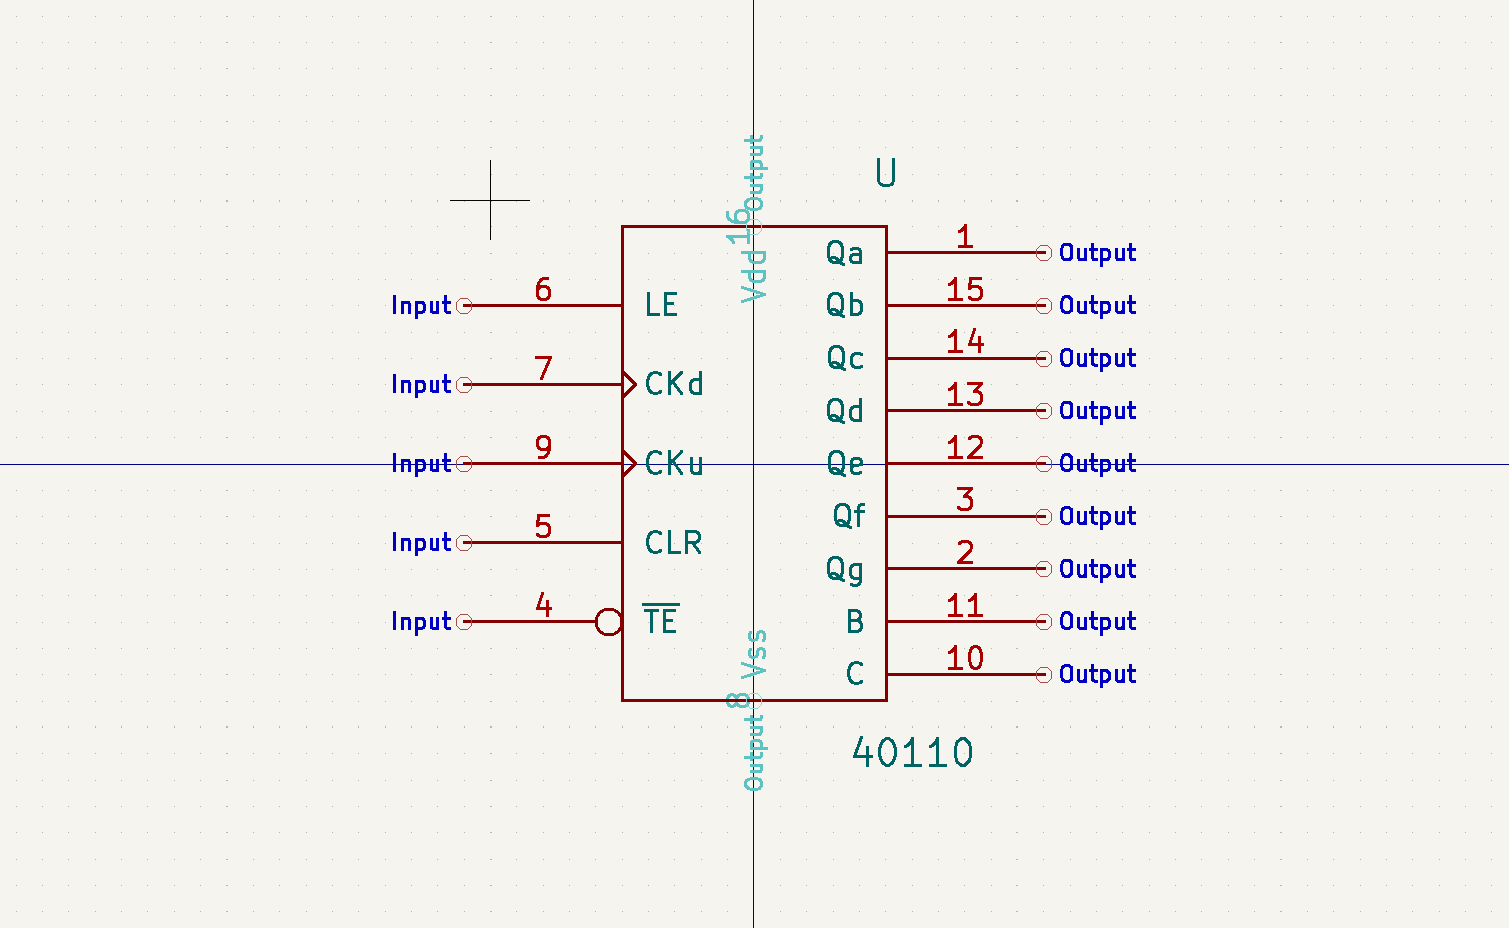 U
Output
16
Vdd
Qa 1 Output
Input 6 LE
Qb 15 Output
Qc 14 Output
Input 7 CKd
Qd 13 Output
Input 9 CKu
Qe 12 Output
Qf 3 Output
Input 5 CLR
Qg 2 Output
Input 4 TE
B 11 Output
C 10 Output
Vss
8
Output
40110